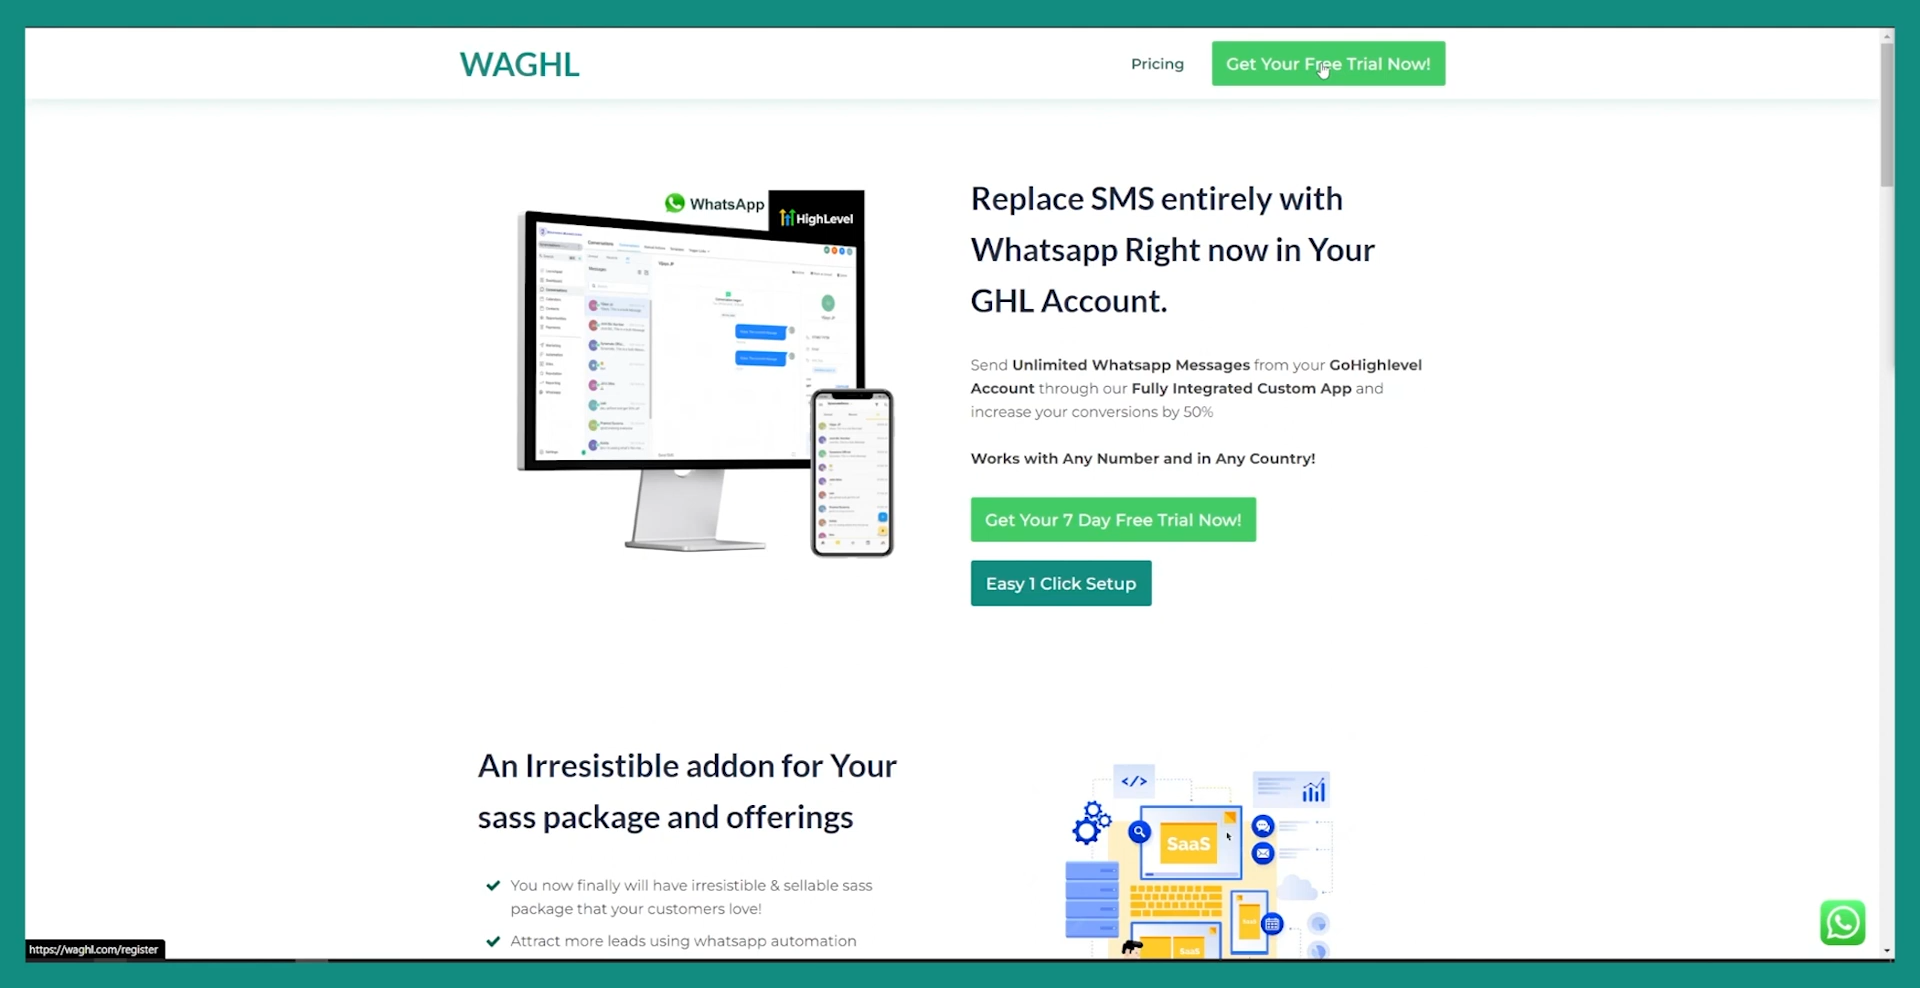 WAGHL
Pricing
Get Your Free Trial Now!
WhatsApp
HighLevel
Conversations
Messages
Replace SMS entirely with
Whatsapp Right now in Your
GHL Account.
Send Unlimited Whatsapp Messages from your GoHighlevel
Account through our Fully Integrated Custom App and
increase your conversions by 50%
Works with Any Number and in Any Country!
Get Your 7 Day Free Trial Now!
Easy 1 Click Setup
An Irresistible addon for Your
sass package and offerings
You now finally will have irresistible & sellable sass
package that your customers love!
Attract more leads using whatsapp automation
</>
SaaS
SaaS
SaaS
https://waghl.com/register